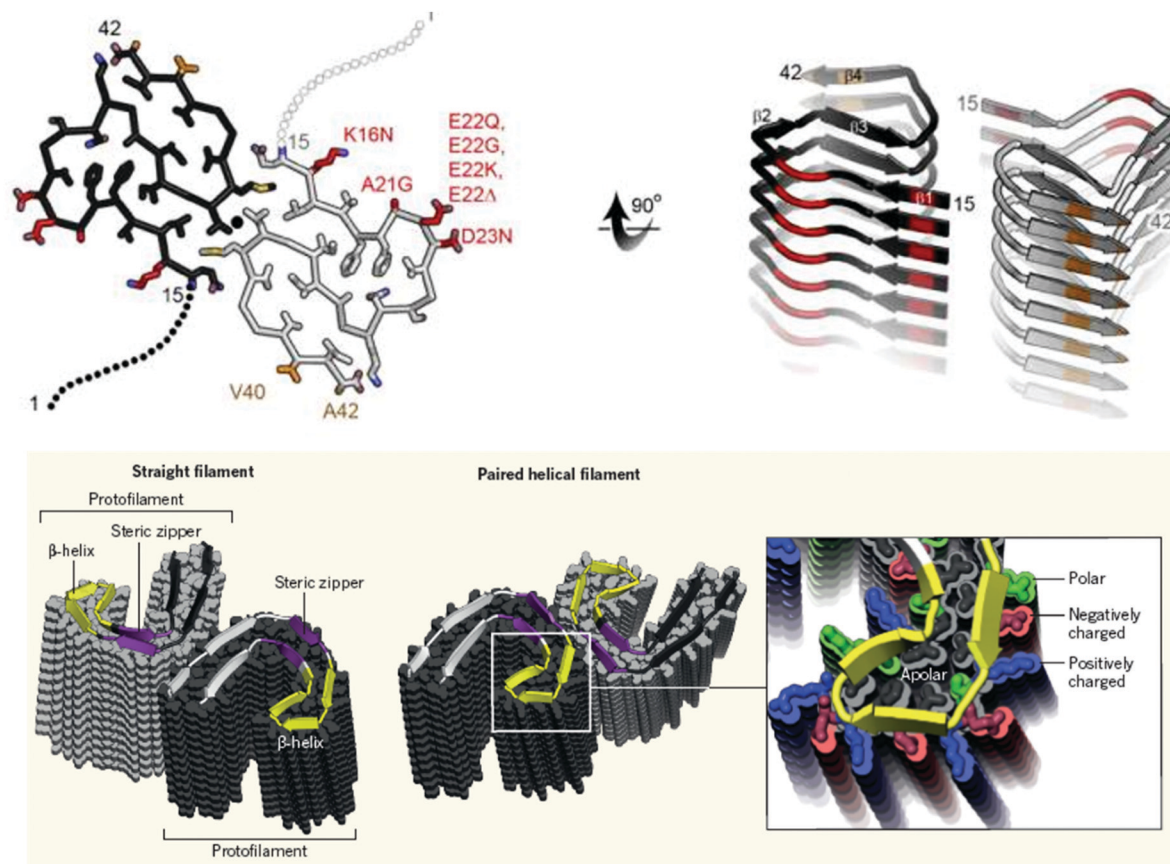 42
1
15
K16N
E22Q,
E22G,
E22K,
E22Δ
A21G
D23N
15
1
V40
A42
90°
42
β4
β2
β3
β1
15
15
42
Straight filament
Protofilament
Steric zipper
β-helix
Steric zipper
β-helix
Protofilament
Paired helical filament
Polar
Negatively
charged
Positively
charged
Apolar